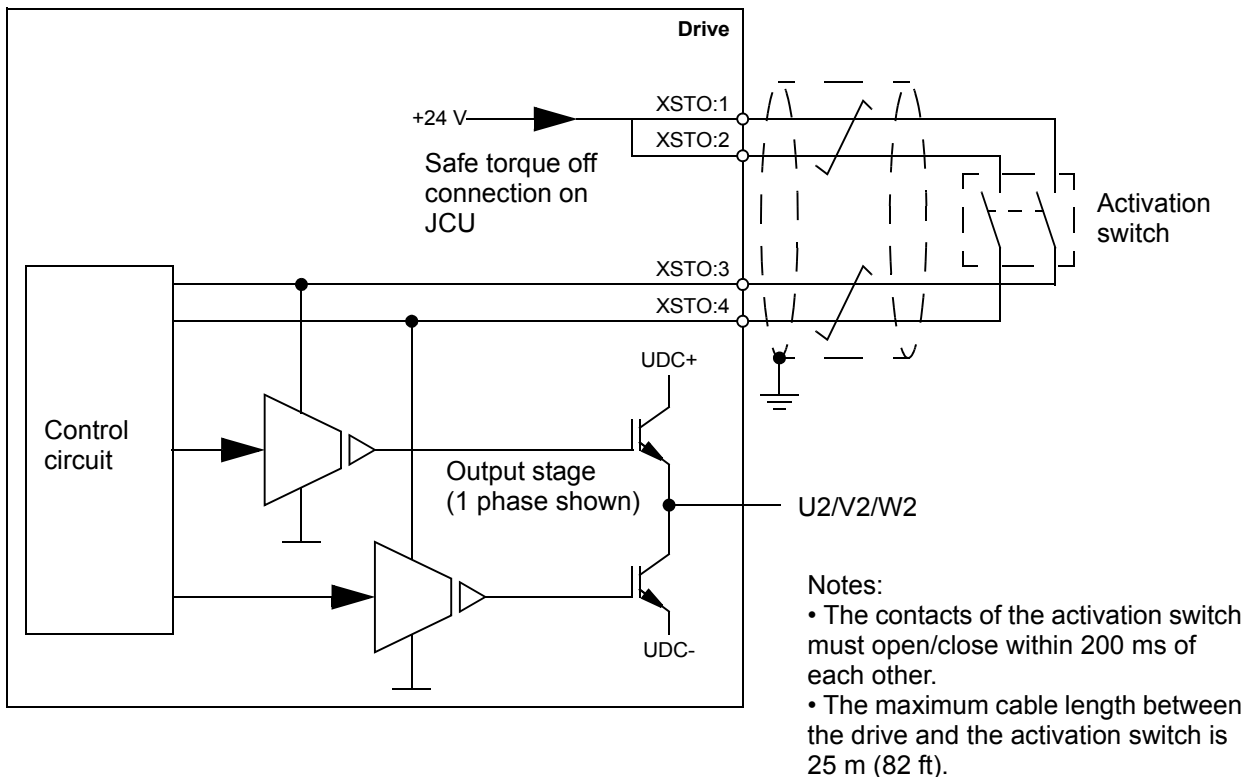 Drive
XSTO:1
+24 V
XSTO:2
Safe torque off
connection on
JCU
Activation
switch
XSTO:3
XSTO:4
UDC+
Control
circuit
Output stage
(1 phase shown)
U2/V2/W2
UDC-
Notes:
• The contacts of the activation switch
must open/close within 200 ms of
each other.
• The maximum cable length between
the drive and the activation switch is
25 m (82 ft).